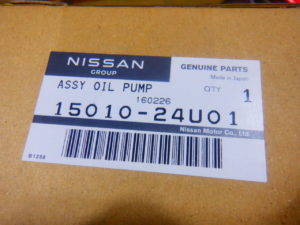 NISSAN
GROUP
GENUINE PARTS
Made in Japan
ASSY OIL PUMP
160226
QTY
1
15010-24U01
Nissan Motor Co., Ltd.
B1288